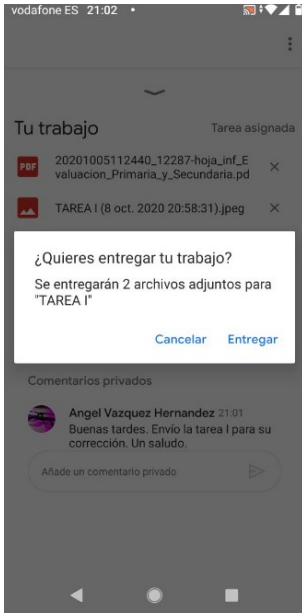 vodafone ES 21:02 •
Tu trabajo
Tarea asignada
PDF
20201005112440_12287-hoja_inf_E
valuacion_Primaria_y_Secundaria.pd
TAREA I (8 oct. 2020 20:58:31).jpeg
¿Quieres entregar tu trabajo?
Se entregarán 2 archivos adjuntos para
"TAREA I"
Cancelar Entregar
Comentarios privados
Angel Vazquez Hernandez 21:01
Buenas tardes. Envío la tarea I para su
corrección. Un saludo.
Añade un comentario privado